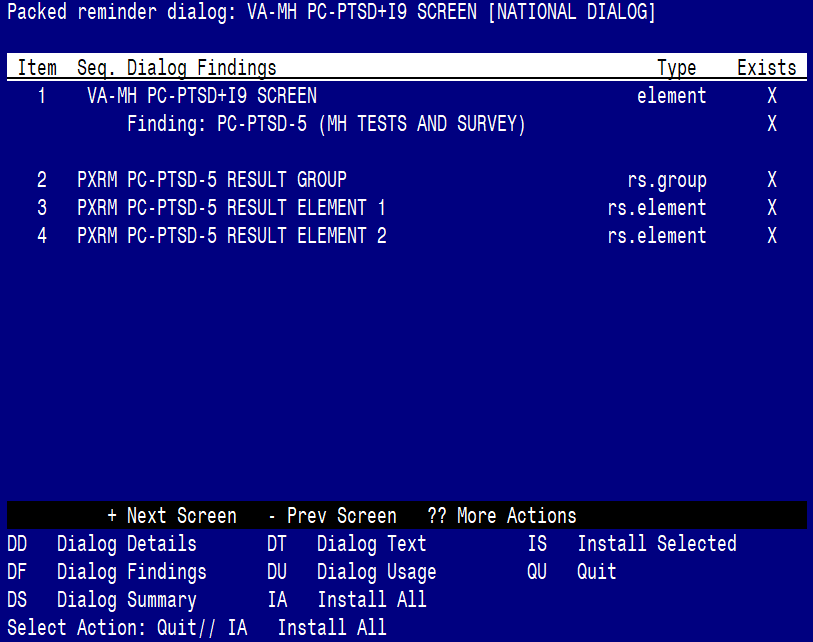 Packed reminder dialog: VA-MH PC-PTSD+I9 SCREEN [NATIONAL DIALOG]
Item  Seq. Dialog Findings  Type  Exists
1  VA-MH PC-PTSD+I9 SCREEN  element  X
Finding: PC-PTSD-5 (MH TESTS AND SURVEY)  X
2  PXRM PC-PTSD-5 RESULT GROUP  rs.group  X
3  PXRM PC-PTSD-5 RESULT ELEMENT 1  rs.element  X
4  PXRM PC-PTSD-5 RESULT ELEMENT 2  rs.element  X
+ Next Screen  - Prev Screen  ?? More Actions
DD  Dialog Details  DT  Dialog Text  IS  Install Selected
DF  Dialog Findings  DU  Dialog Usage  QU  Quit
DS  Dialog Summary  IA  Install All
Select Action: Quit// IA  Install All